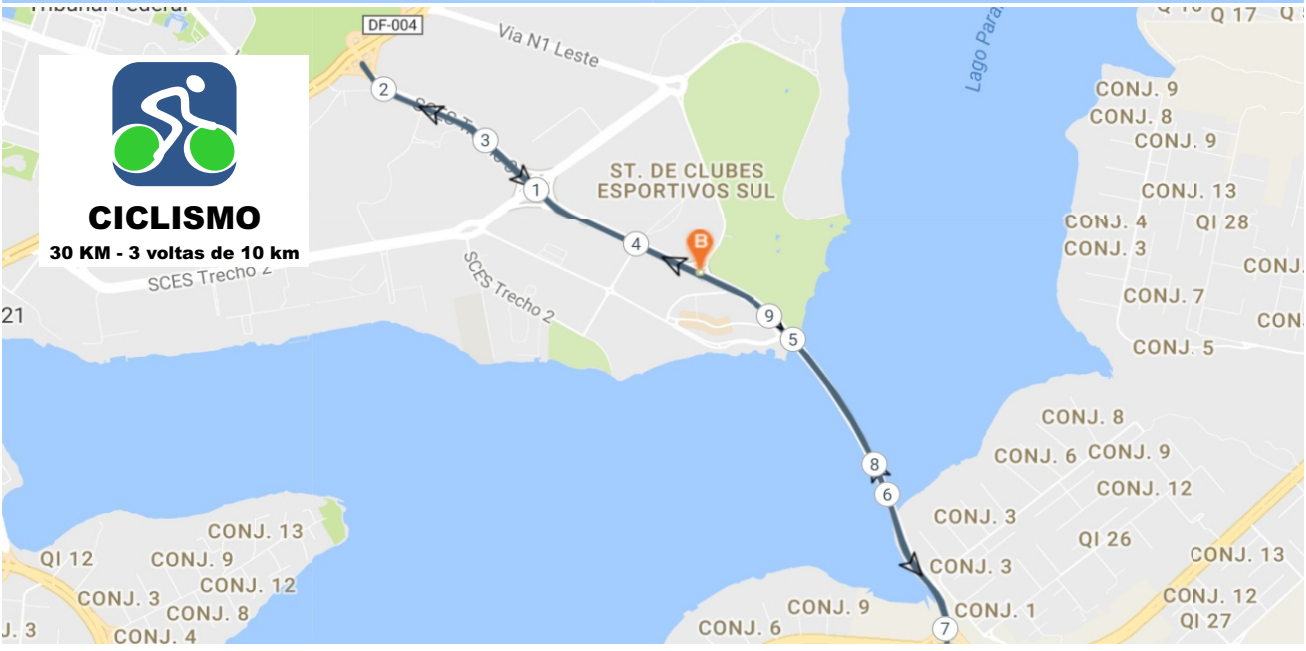 Tribunal Federal
DF-004
Via N1 Leste
Q 17
CICLISMO
30 KM - 3 voltas de 10 km
2
3
1
4
B
9
5
8
6
7
ST. DE CLUBES
ESPORTIVOS SUL
SCES Trecho 2
SCES Trecho 2
21
CONJ. 9
CONJ. 8
CONJ. 9
CONJ. 13
CONJ. 4
QI 28
CONJ. 3
CONJ.
CONJ. 7
CON
CONJ. 5
CONJ. 8
CONJ. 6
CONJ. 9
CONJ. 12
CONJ. 3
QI 26
CONJ. 3
CONJ. 13
CONJ. 1
CONJ. 12
QI 27
CONJ. 9
CONJ. 6
CONJ. 13
QI 12
CONJ. 9
CONJ. 12
CONJ. 3
CONJ. 8
J. 3
CONJ. 4